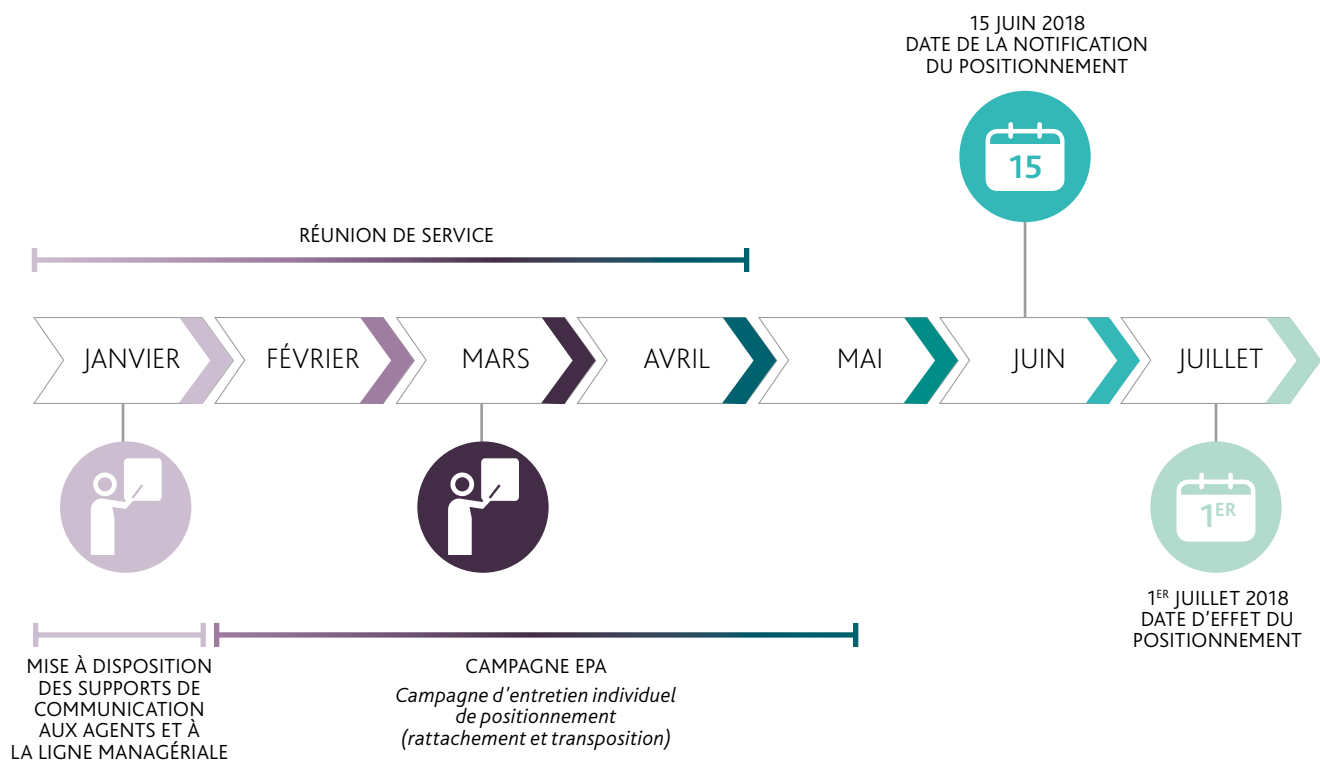 15 JUIN 2018
DATE DE LA NOTIFICATION
DU POSITIONNEMENT
15
RÉUNION DE SERVICE
JANVIER
FÉVRIER
MARS
AVRIL
MAI
JUIN
JUILLET
1ER
1ER JUILLET 2018
DATE D'EFFET DU
POSITIONNEMENT
MISE À DISPOSITION
DES SUPPORTS DE
COMMUNICATION
AUX AGENTS ET À
LA LIGNE MANAGÉRIALE
CAMPAGNE EPA
Campagne d'entretien individuel
de positionnement
(rattachement et transposition)